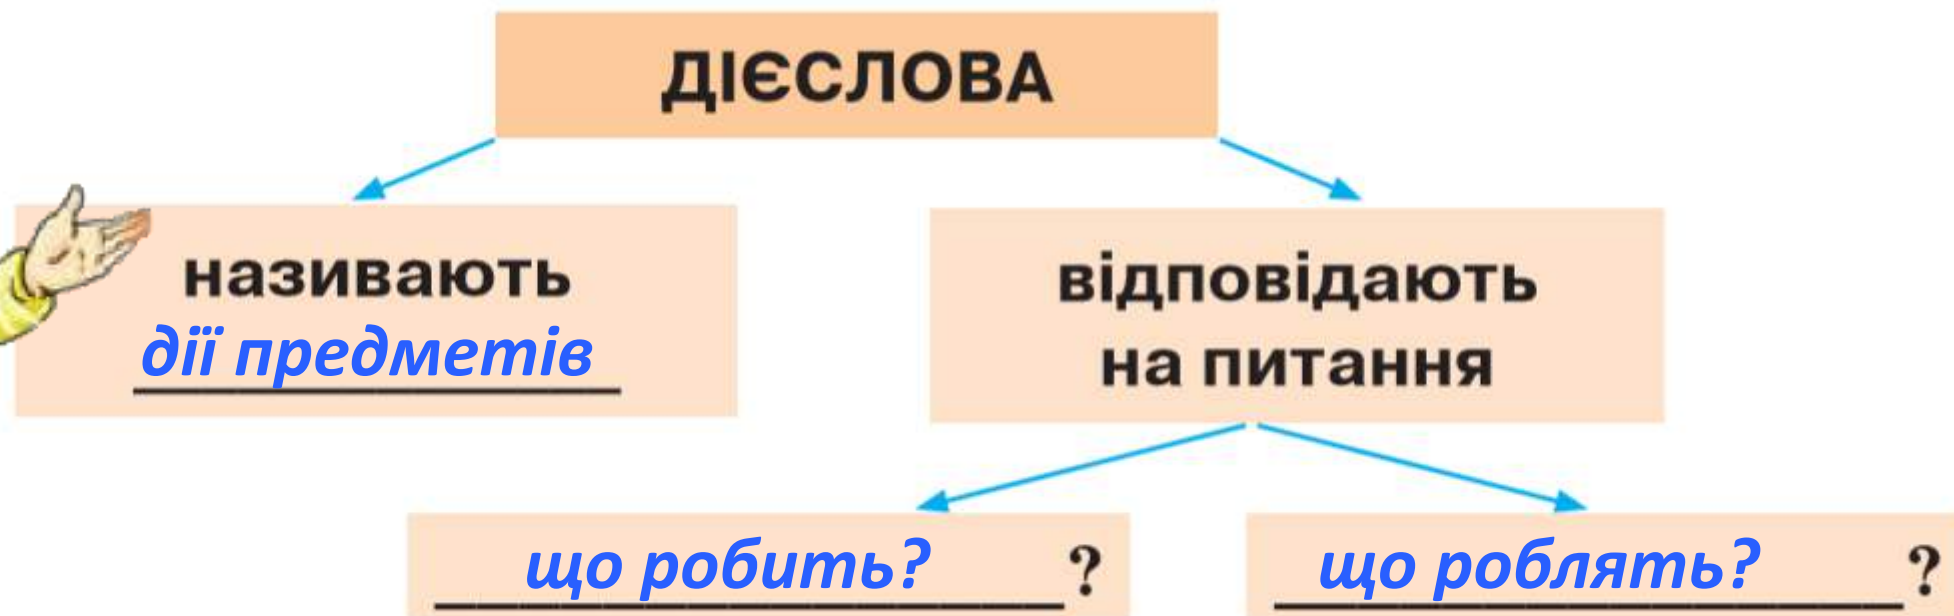 ДІЄСЛОВА
називають
дії предметів
відповідають
на питання
що робить? ?
що роблять? ?